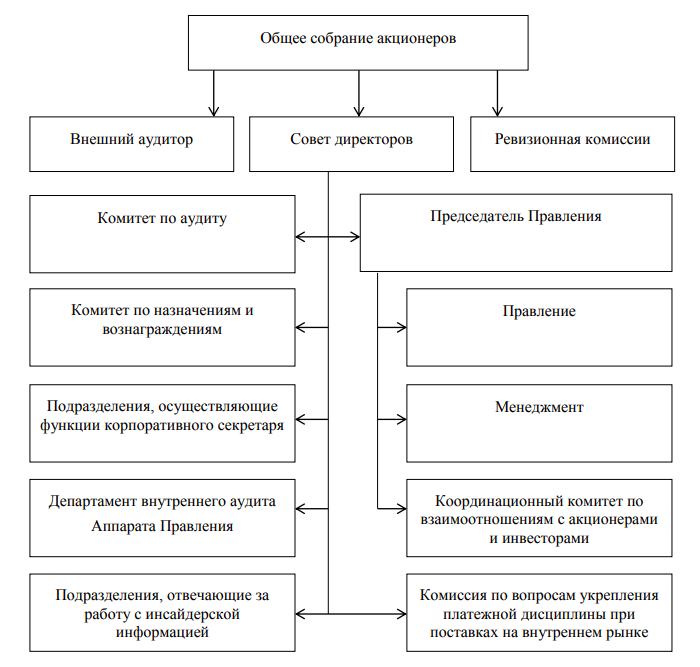 Общее собрание акционеров
Внешний аудитор
Совет директоров
Ревизионная комиссии
Комитет по аудиту
Председатель Правления
Комитет по назначениям и
вознаграждениям
Правление
Подразделения, осуществляющие
функции корпоративного секретаря
Менеджмент
Департамент внутреннего аудита
Аппарата Правления
Координационный комитет по
взаимоотношениям с акционерами
и инвесторами
Подразделения, отвечающие за
работу с инсайдерской
информацией
Комиссия по вопросам укрепления
платежной дисциплины при
поставках на внутреннем рынке